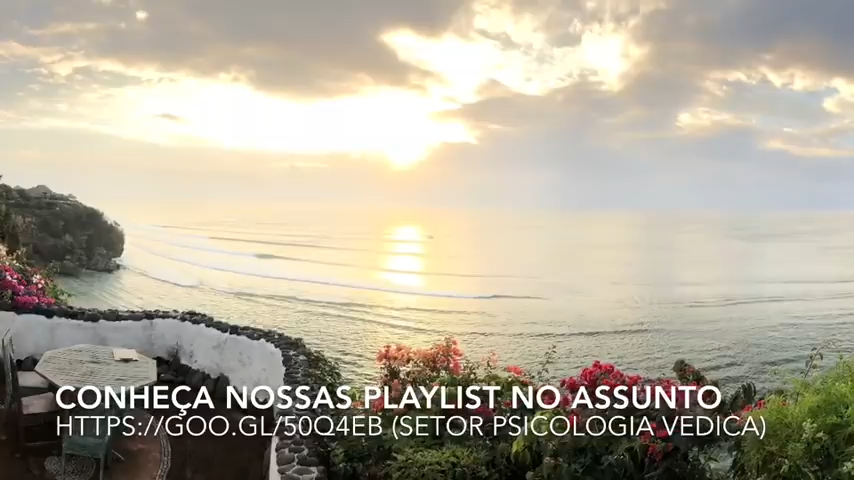 CONHEÇA NOSSAS PLAYLIST NO ASSUNTO
HTTPS://GOO.GL/50Q4EB (SETOR PSICOLOGIA VEDICA)